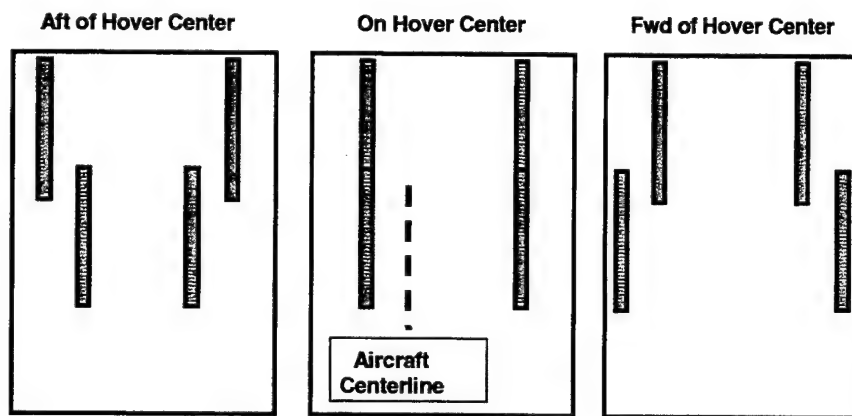 Aft of Hover Center
On Hover Center
Fwd of Hover Center
Aircraft
Centerline